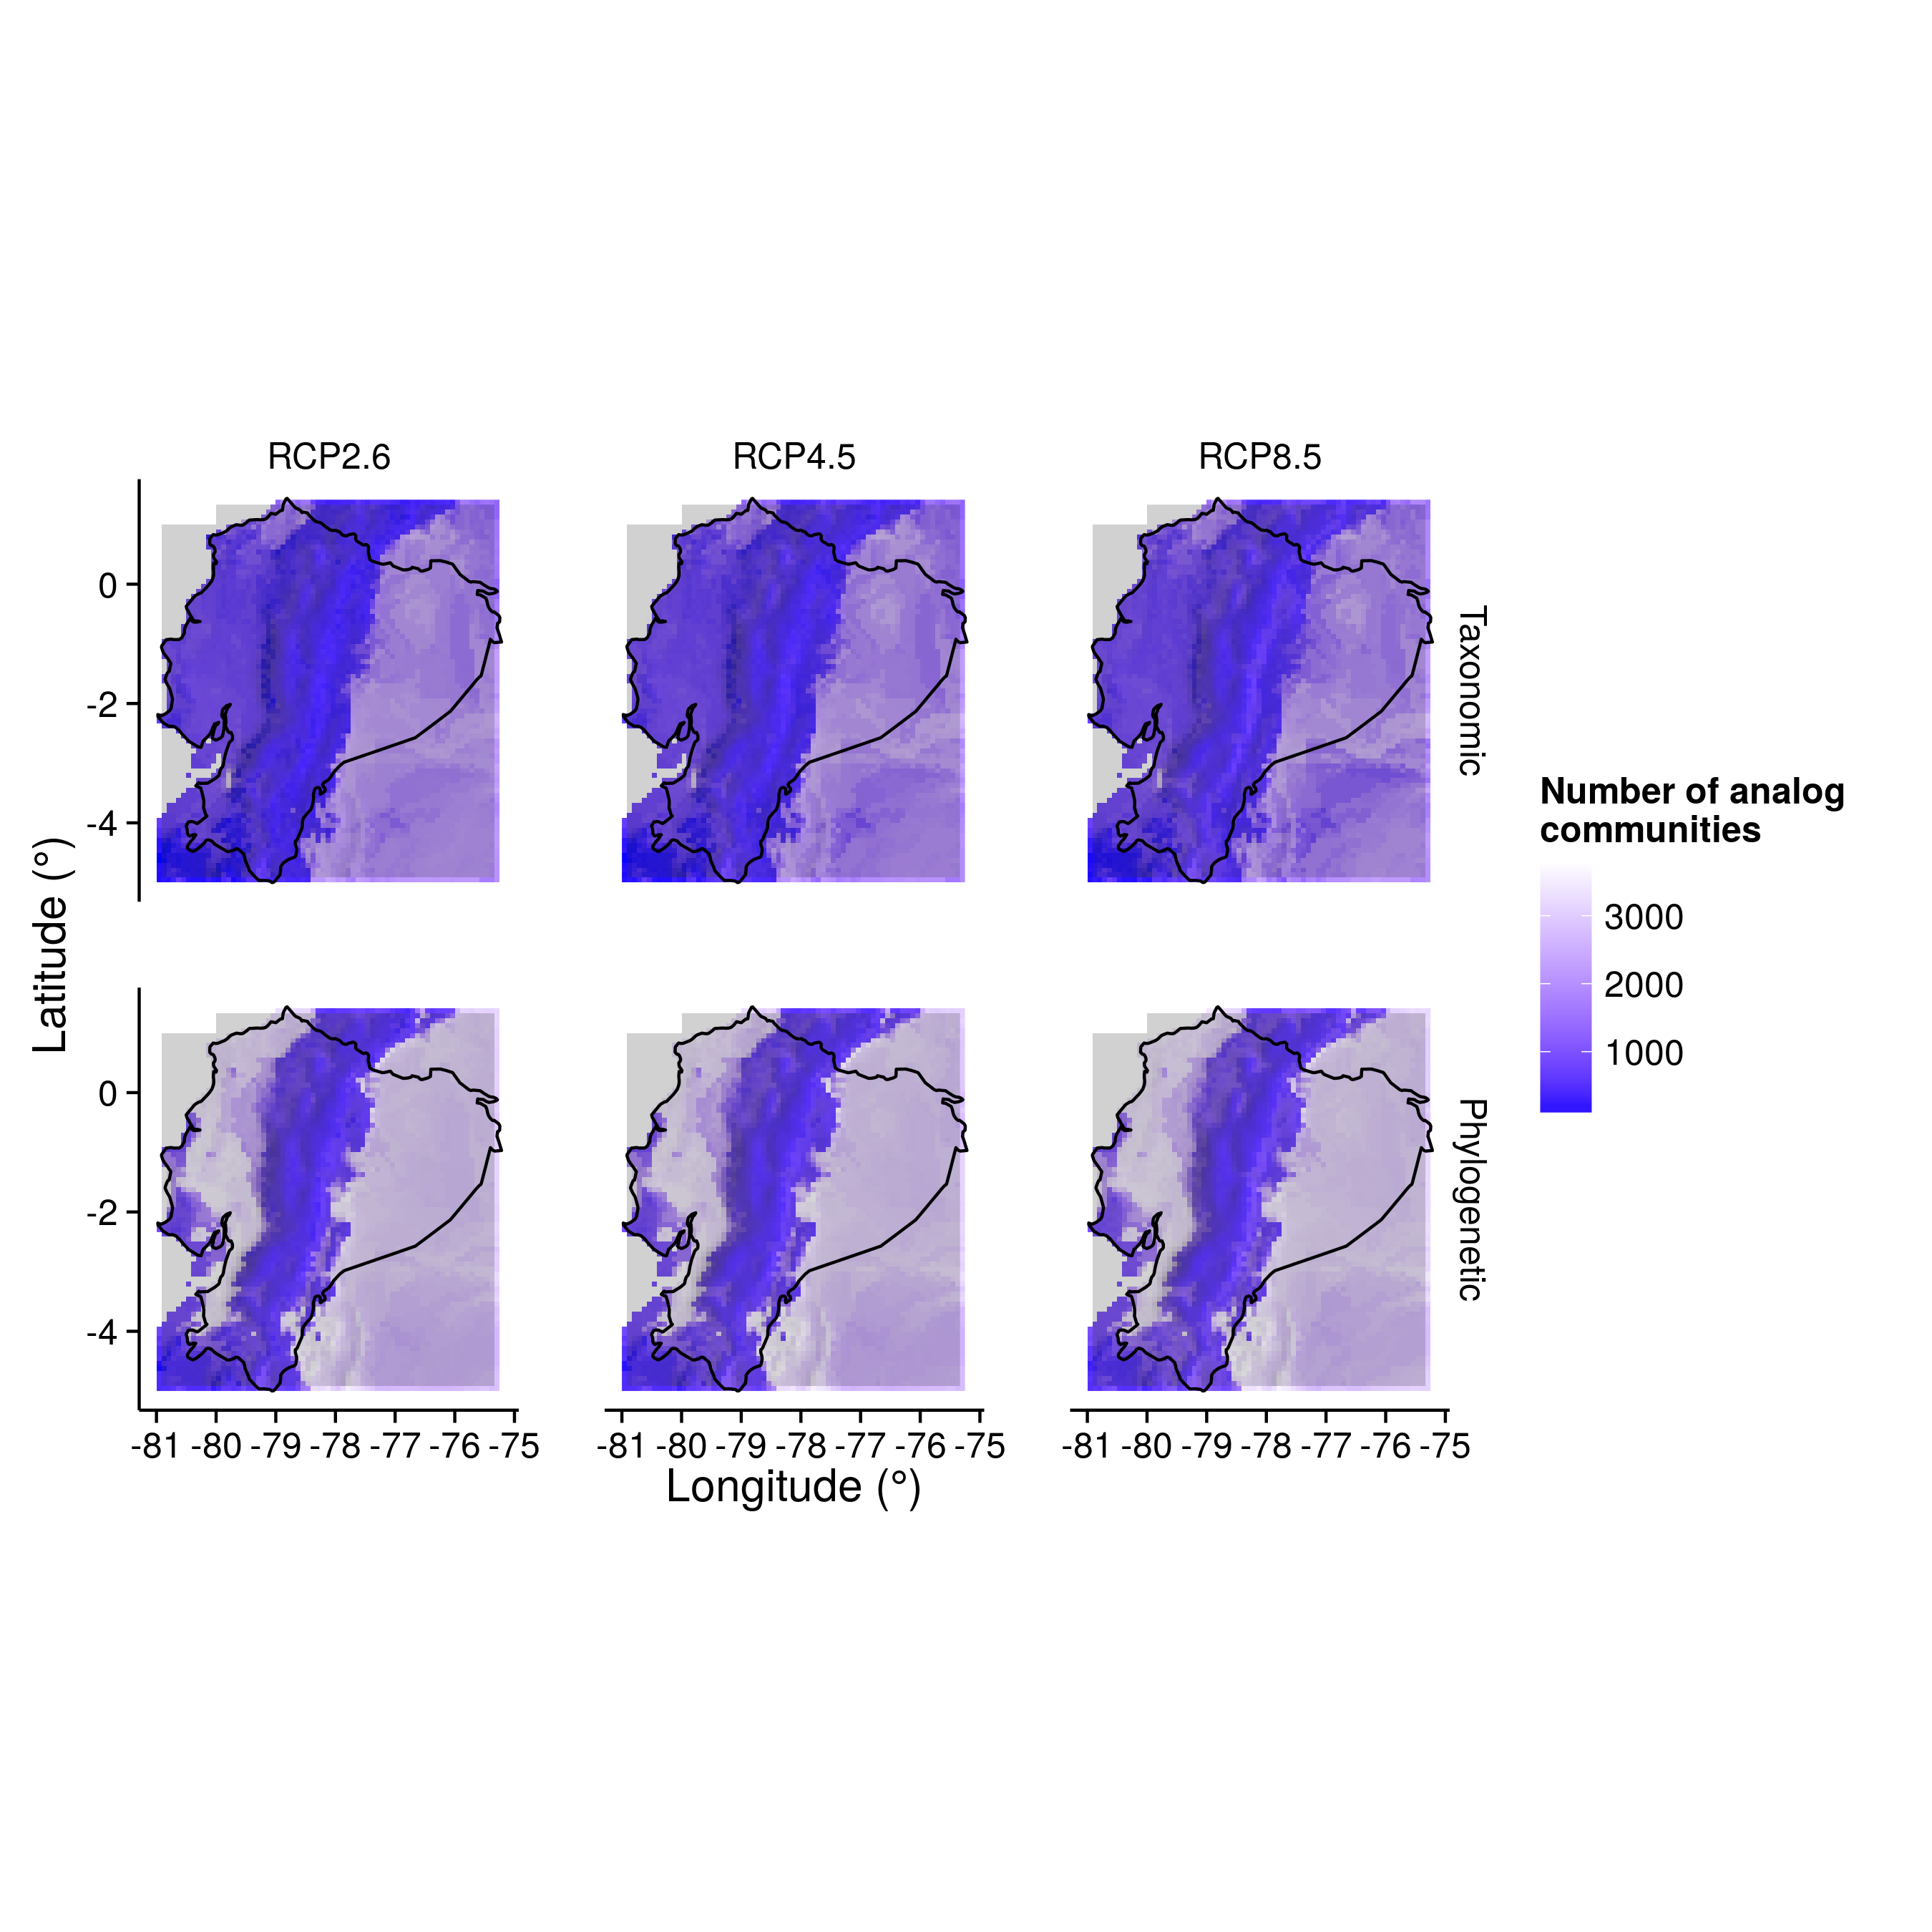 RCP2.6 RCP4.5 RCP8.5
0
-2
-4
Taxonomic
Latitude (°)
0
-2
-4
Phylogenetic
-81 -80 -79 -78 -77 -76 -75
-81 -80 -79 -78 -77 -76 -75
-81 -80 -79 -78 -77 -76 -75
Longitude (°)
Number of analog
communities
3000
2000
1000